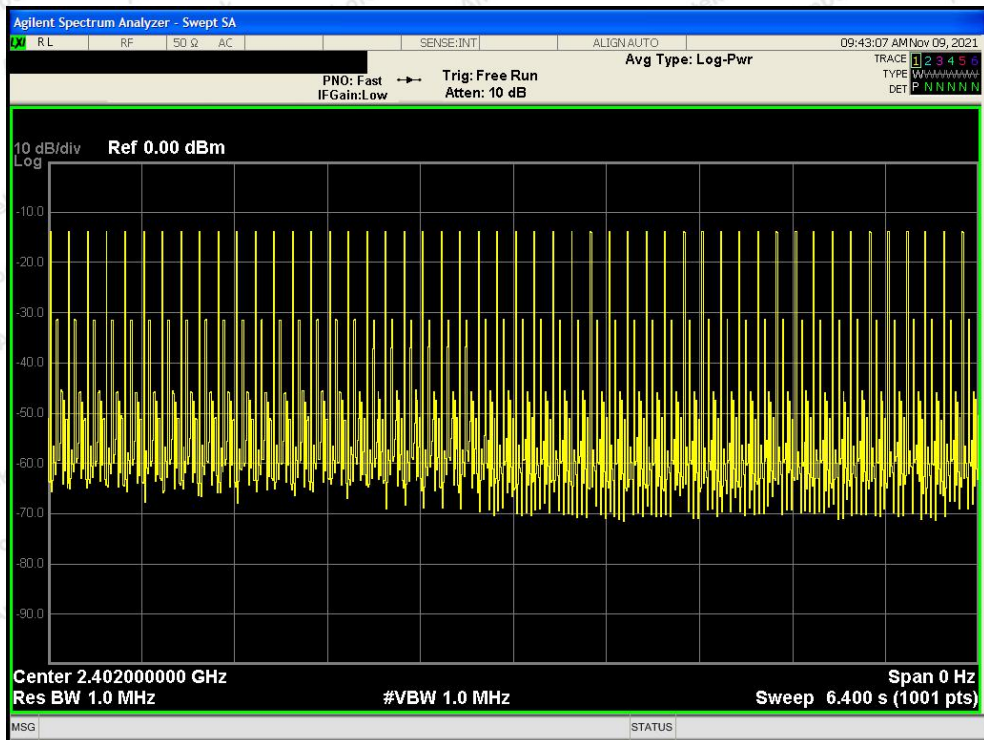 Agilent Spectrum Analyzer - Swept SA
LXI RL RF 50 Ω AC SENSE:INT ALIGN AUTO 09:43:07 AM Nov 09, 2021
Avg Type: Log-Pwr TRACE 1 2 3 4 5 6
PNO: Fast Trig: Free Run TYPE WWWWWW
IFGain:Low Atten: 10 dB DET P N N N N N
10 dB/div Ref 0.00 dBm
Log
-10.0
-20.0
-30.0
-40.0
-50.0
-60.0
-70.0
-80.0
-90.0
Center 2.402000000 GHz Span 0 Hz
Res BW 1.0 MHz #VBW 1.0 MHz Sweep 6.400 s (1001 pts)
MSG STATUS